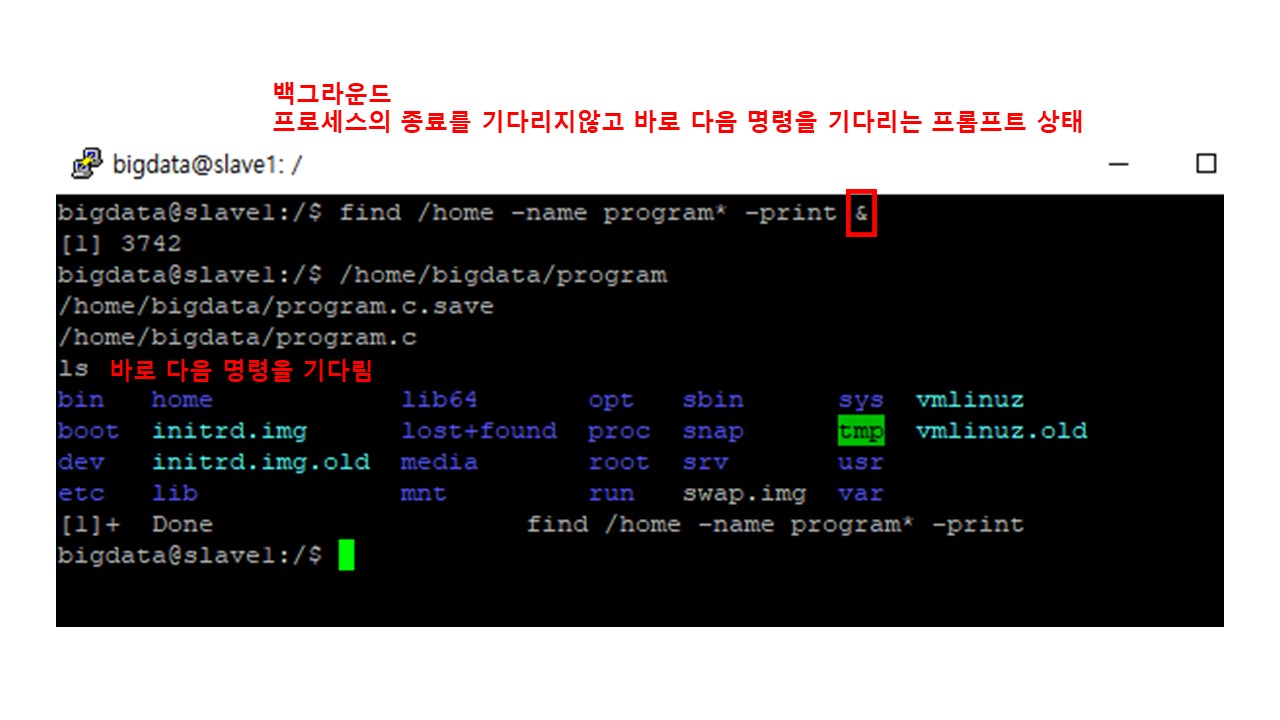 백그라운드
프로세스의 종료를 기다리지않고 바로 다음 명령을 기다리는 프롬프트 상태
bigdata@slave1: /
bigdata@slave1:/$ find /home -name program* -print &
[1] 3742
bigdata@slave1:/$ /home/bigdata/program
/home/bigdata/program.c.save
/home/bigdata/program.c
ls 바로 다음 명령을 기다림
bin home lib64 opt sbin sys vmlinuz
boot initrd.img lost+found proc snap tmp vmlinuz.old
dev initrd.img.old media root srv usr
etc lib mnt run swap.img var
[1]+ Done find /home -name program* -print
bigdata@slave1:/$